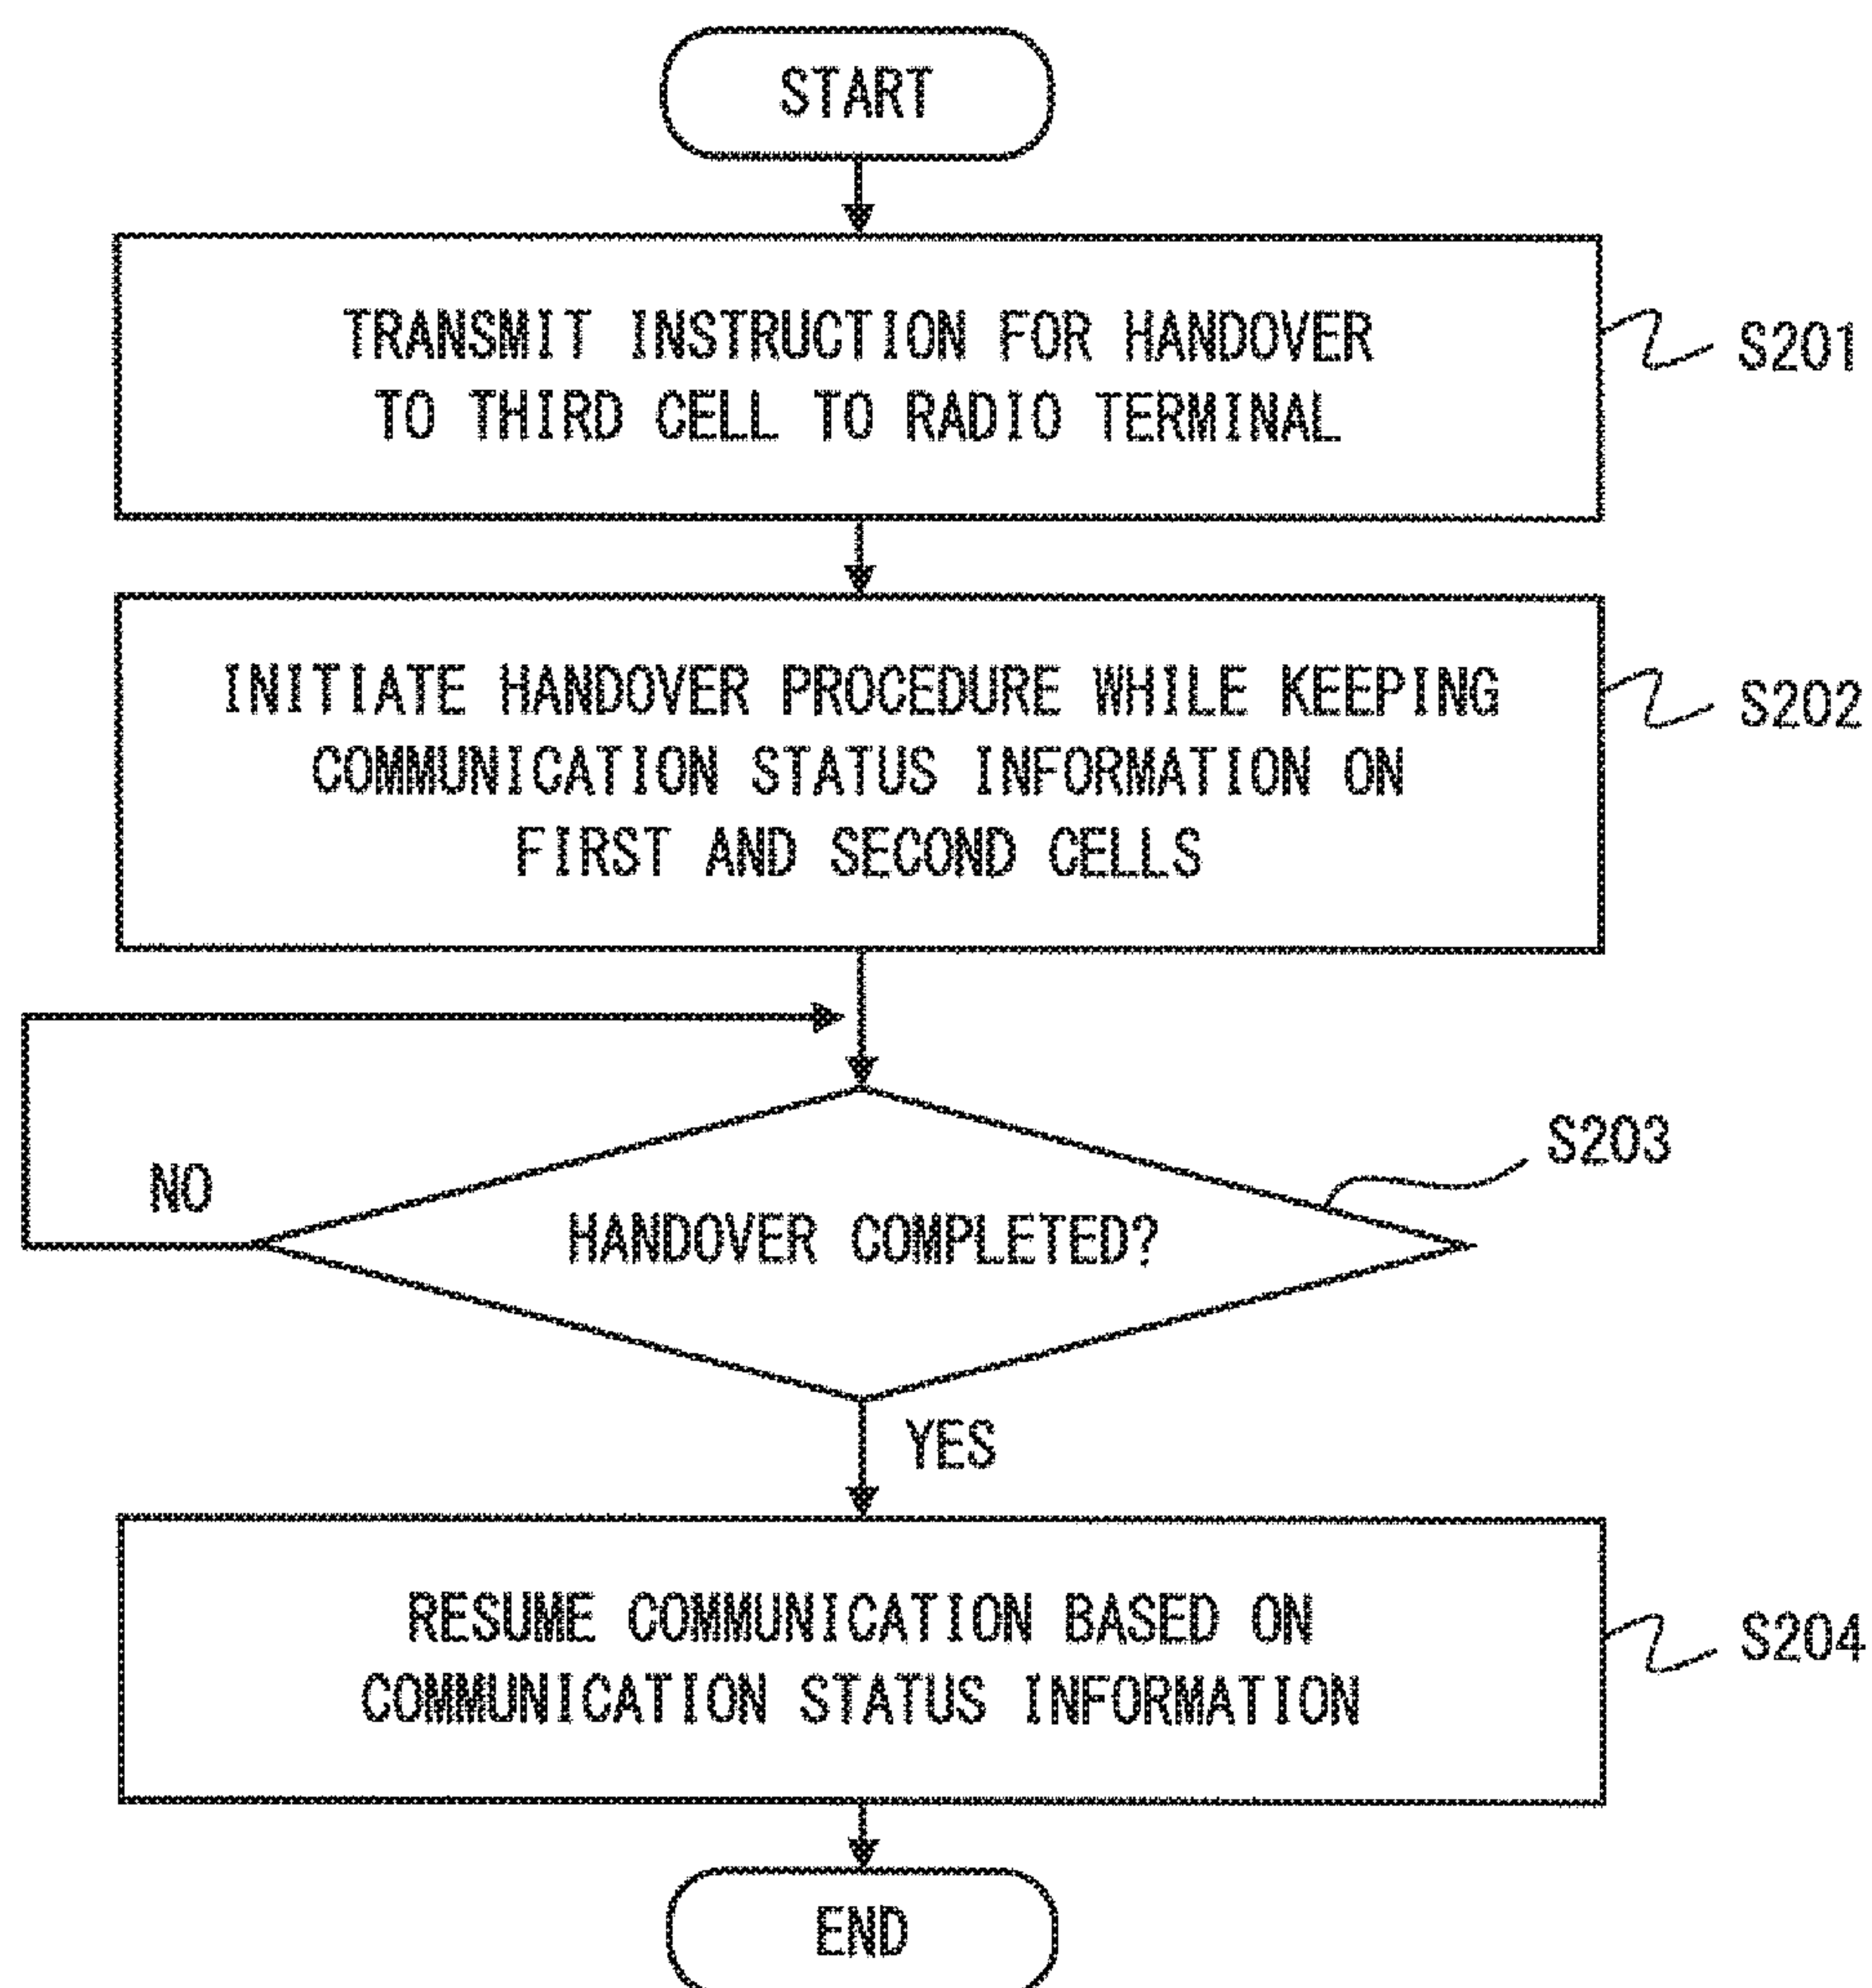 START
TRANSMIT INSTRUCTION FOR HANDOVER
TO THIRD CELL TO RADIO TERMINAL
S201
INITIATE HANDOVER PROCEDURE WHILE KEEPING
COMMUNICATION STATUS INFORMATION ON
FIRST AND SECOND CELLS
S202
S203
NO
HANDOVER COMPLETED?
YES
RESUME COMMUNICATION BASED ON
COMMUNICATION STATUS INFORMATION
S204
END